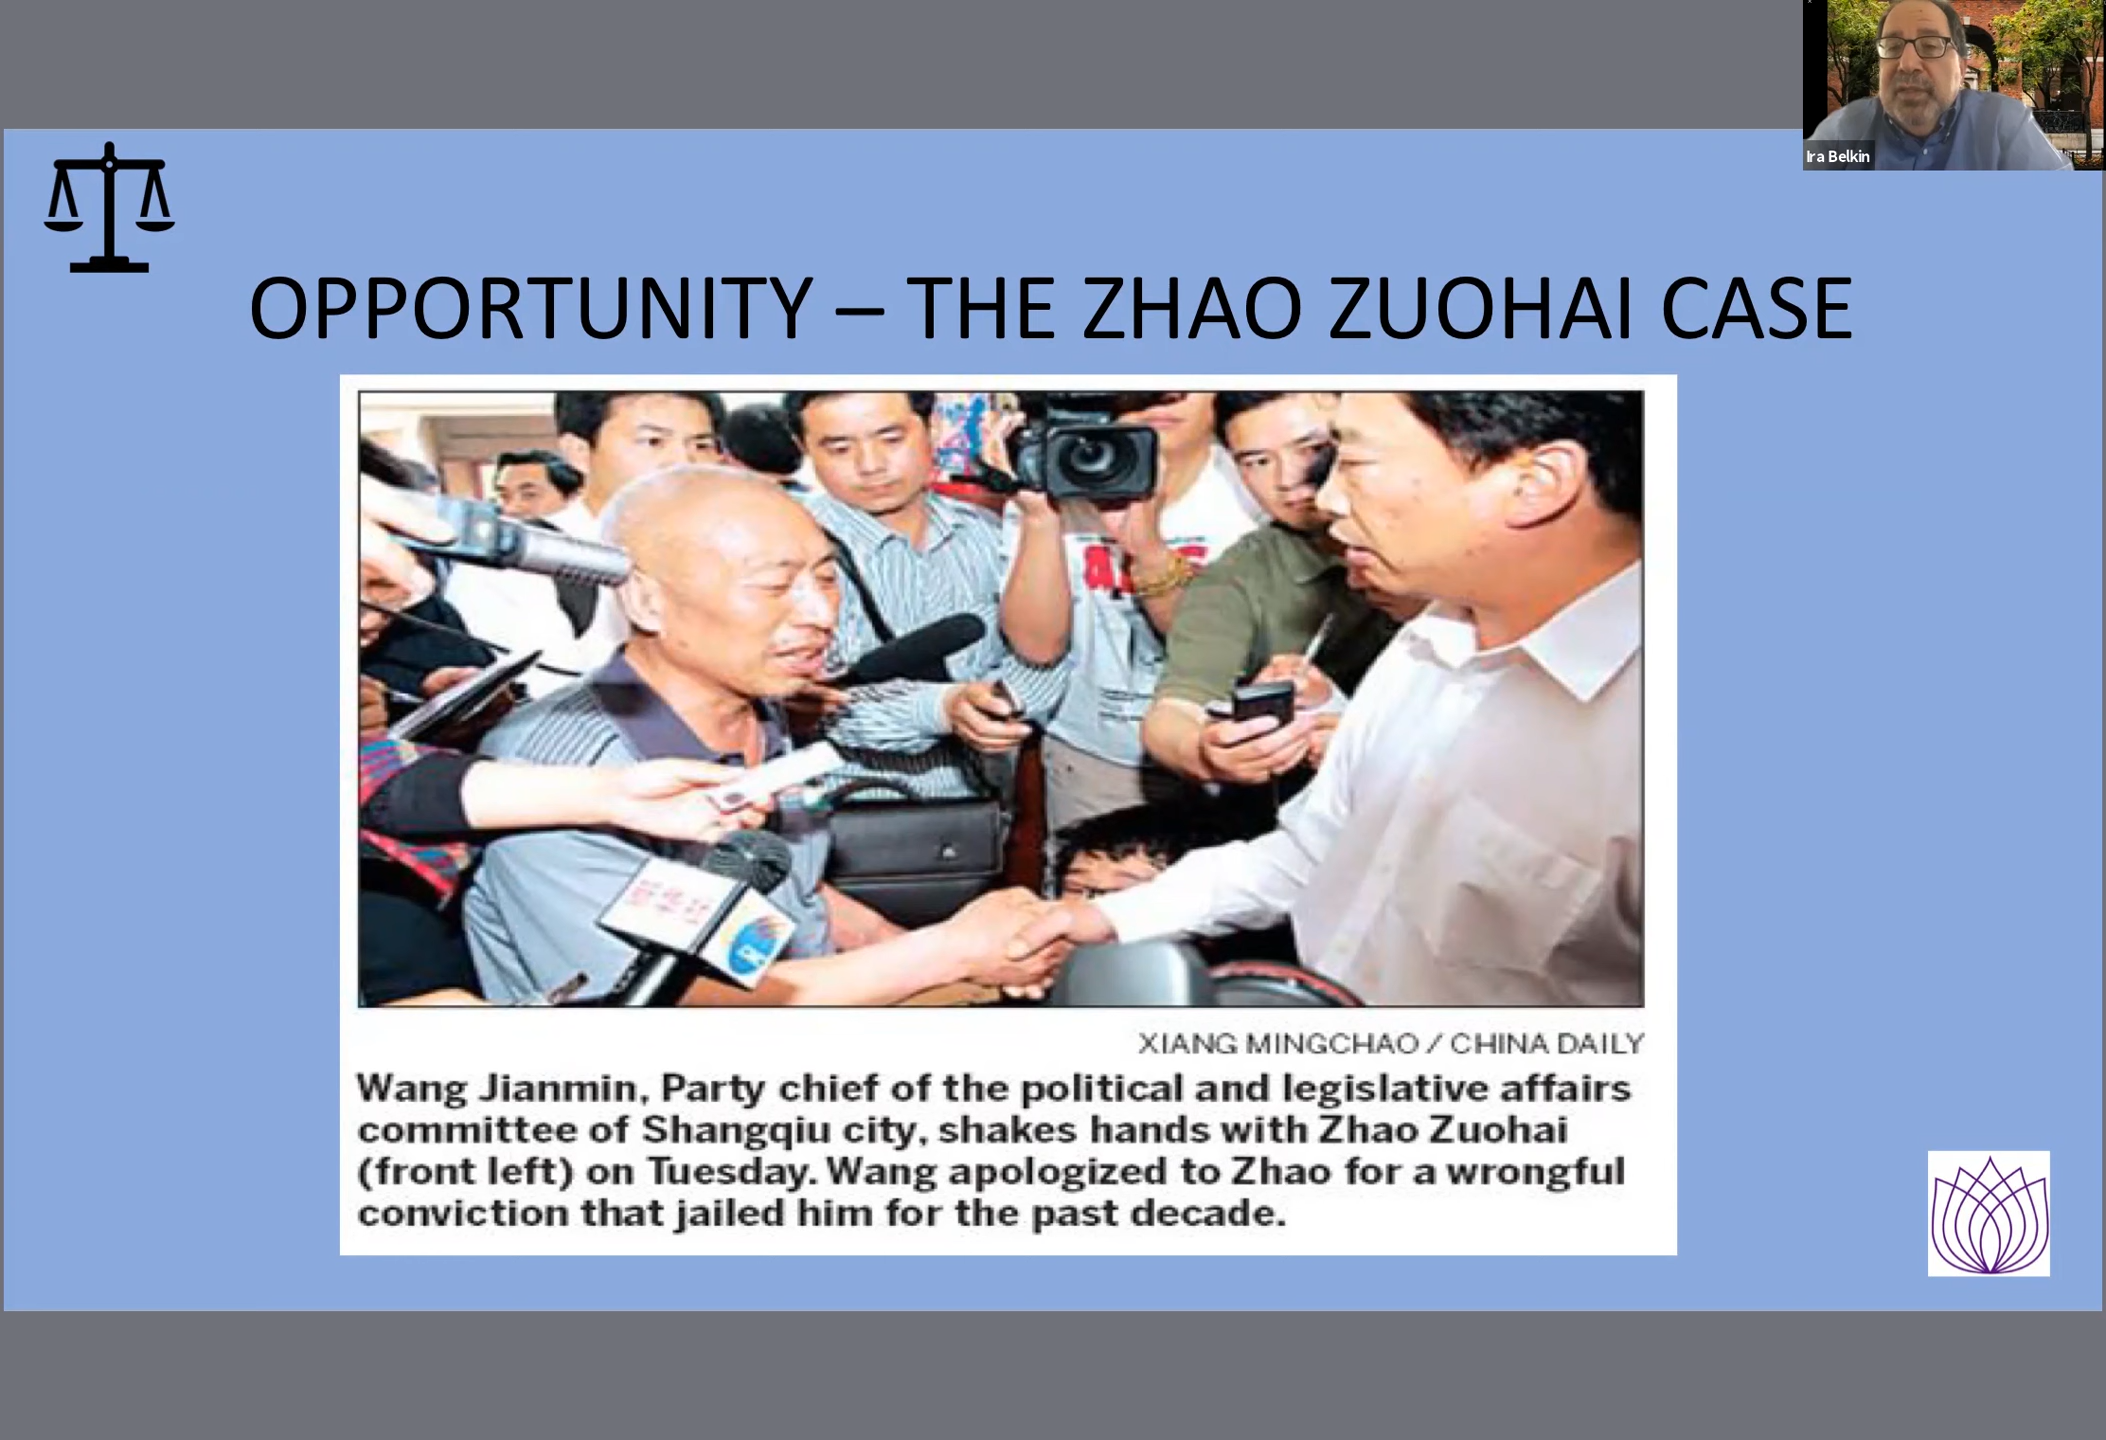 Ira Belkin
OPPORTUNITY – THE ZHAO ZUOHAI CASE
XIANG MINGCHAO / CHINA DAILY
Wang Jianmin, Party chief of the political and legislative affairs
committee of Shangqiu city, shakes hands with Zhao Zuohai
(front left) on Tuesday. Wang apologized to Zhao for a wrongful
conviction that jailed him for the past decade.